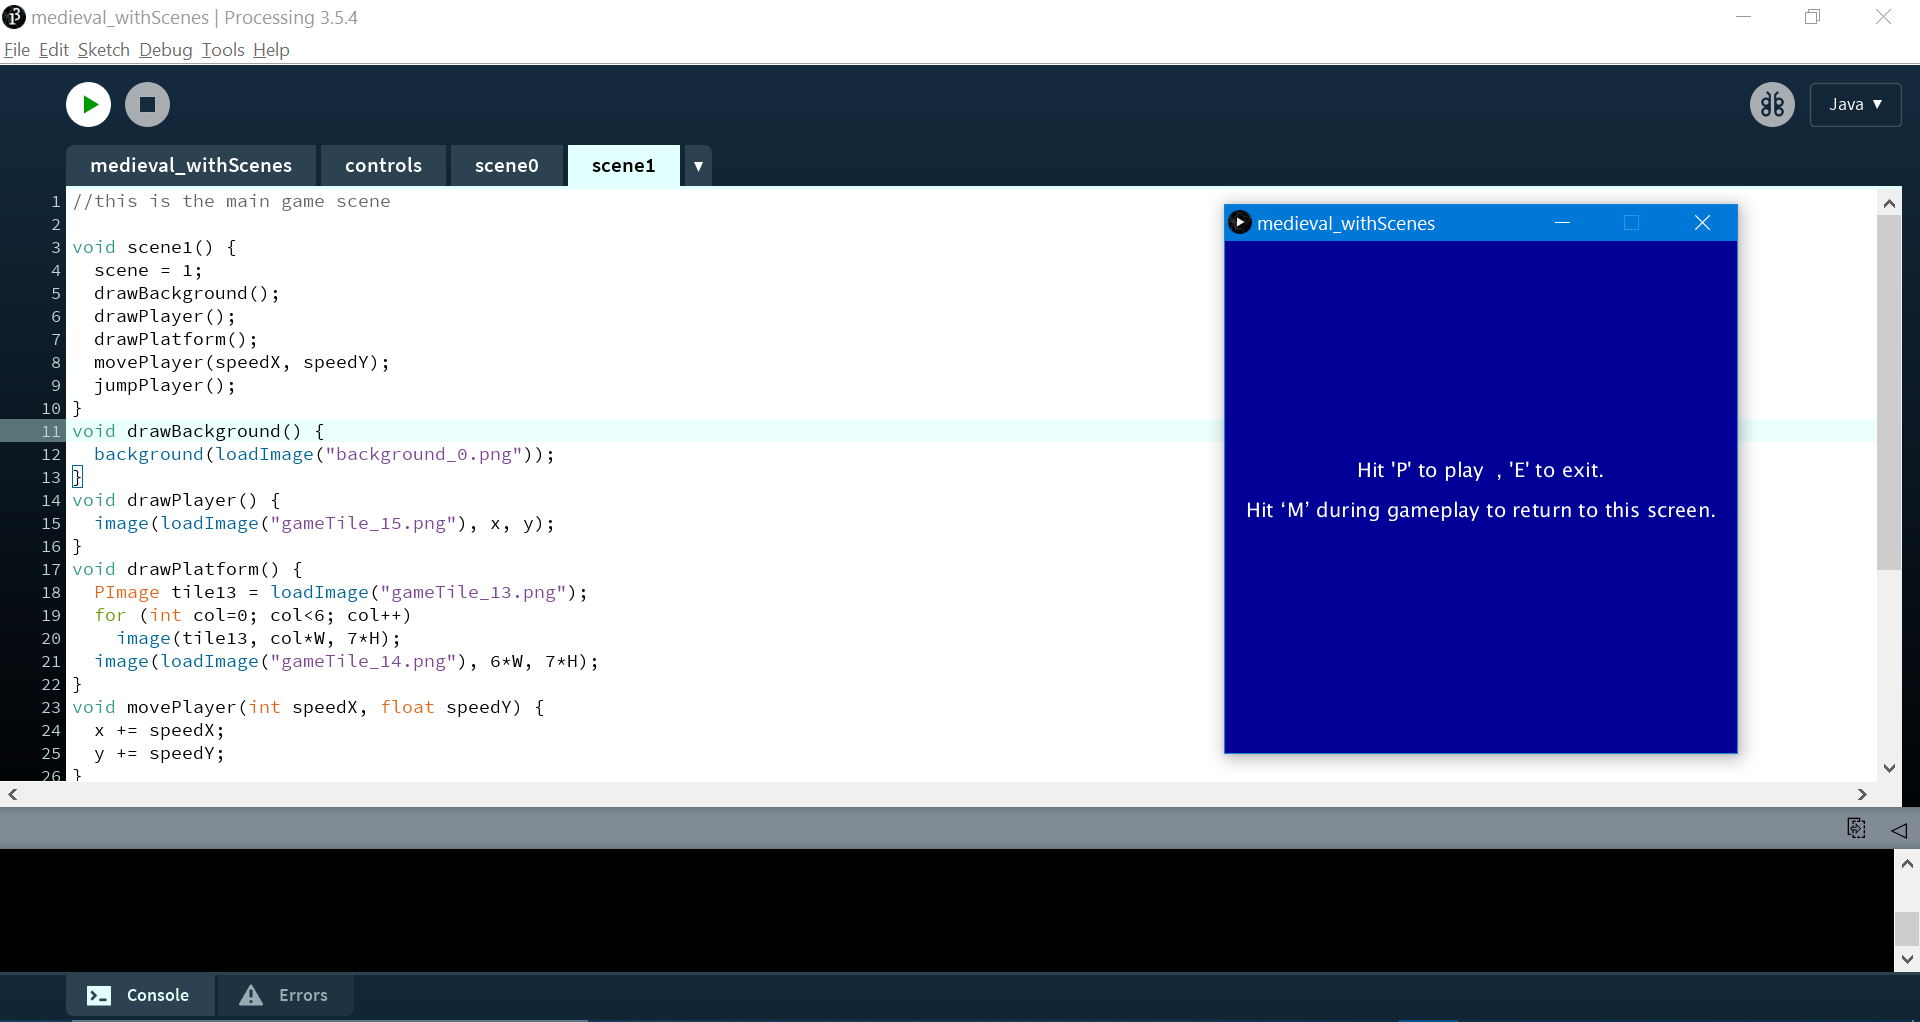 medieval_withScenes | Processing 3.5.4
File Edit Sketch Debug Tools Help
Java ▼
medieval_withScenes controls scene0 scene1 ▼
1 //this is the main game scene
2
3 void scene1() {
4   scene = 1;
5   drawBackground();
6   drawPlayer();
7   drawPlatform();
8   movePlayer(speedX, speedY);
9   jumpPlayer();
10 }
11 void drawBackground() {
12   background(loadImage("background_0.png"));
13 }
14 void drawPlayer() {
15   image(loadImage("gameTile_15.png"), x, y);
16 }
17 void drawPlatform() {
18   PImage tile13 = loadImage("gameTile_13.png");
19   for (int col=0; col<6; col++)
20     image(tile13, col*W, 7*H);
21   image(loadImage("gameTile_14.png"), 6*W, 7*H);
22 }
23 void movePlayer(int speedX, float speedY) {
24   x += speedX;
25   y += speedY;
26 }
medieval_withScenes
Hit 'P' to play  , 'E' to exit.
Hit ‘M’ during gameplay to return to this screen.
Console Errors